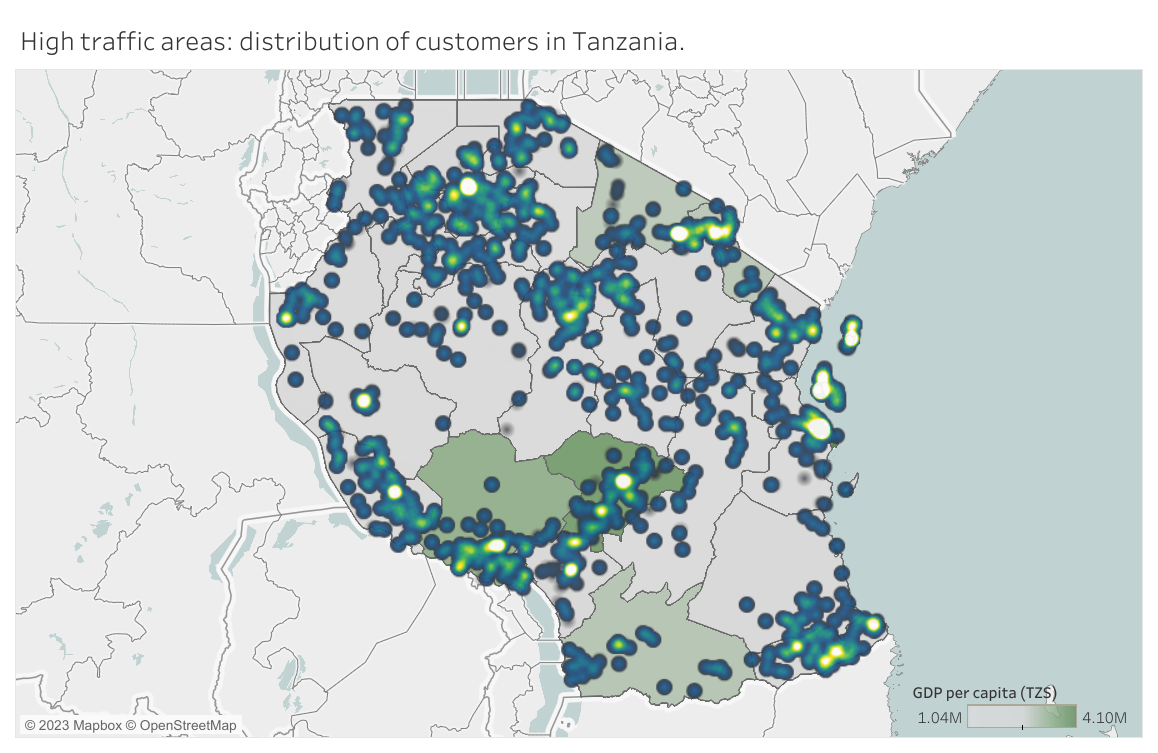 High traffic areas: distribution of customers in Tanzania.
GDP per capita (TZS)
1.04M 4.10M
© 2023 Mapbox © OpenStreetMap